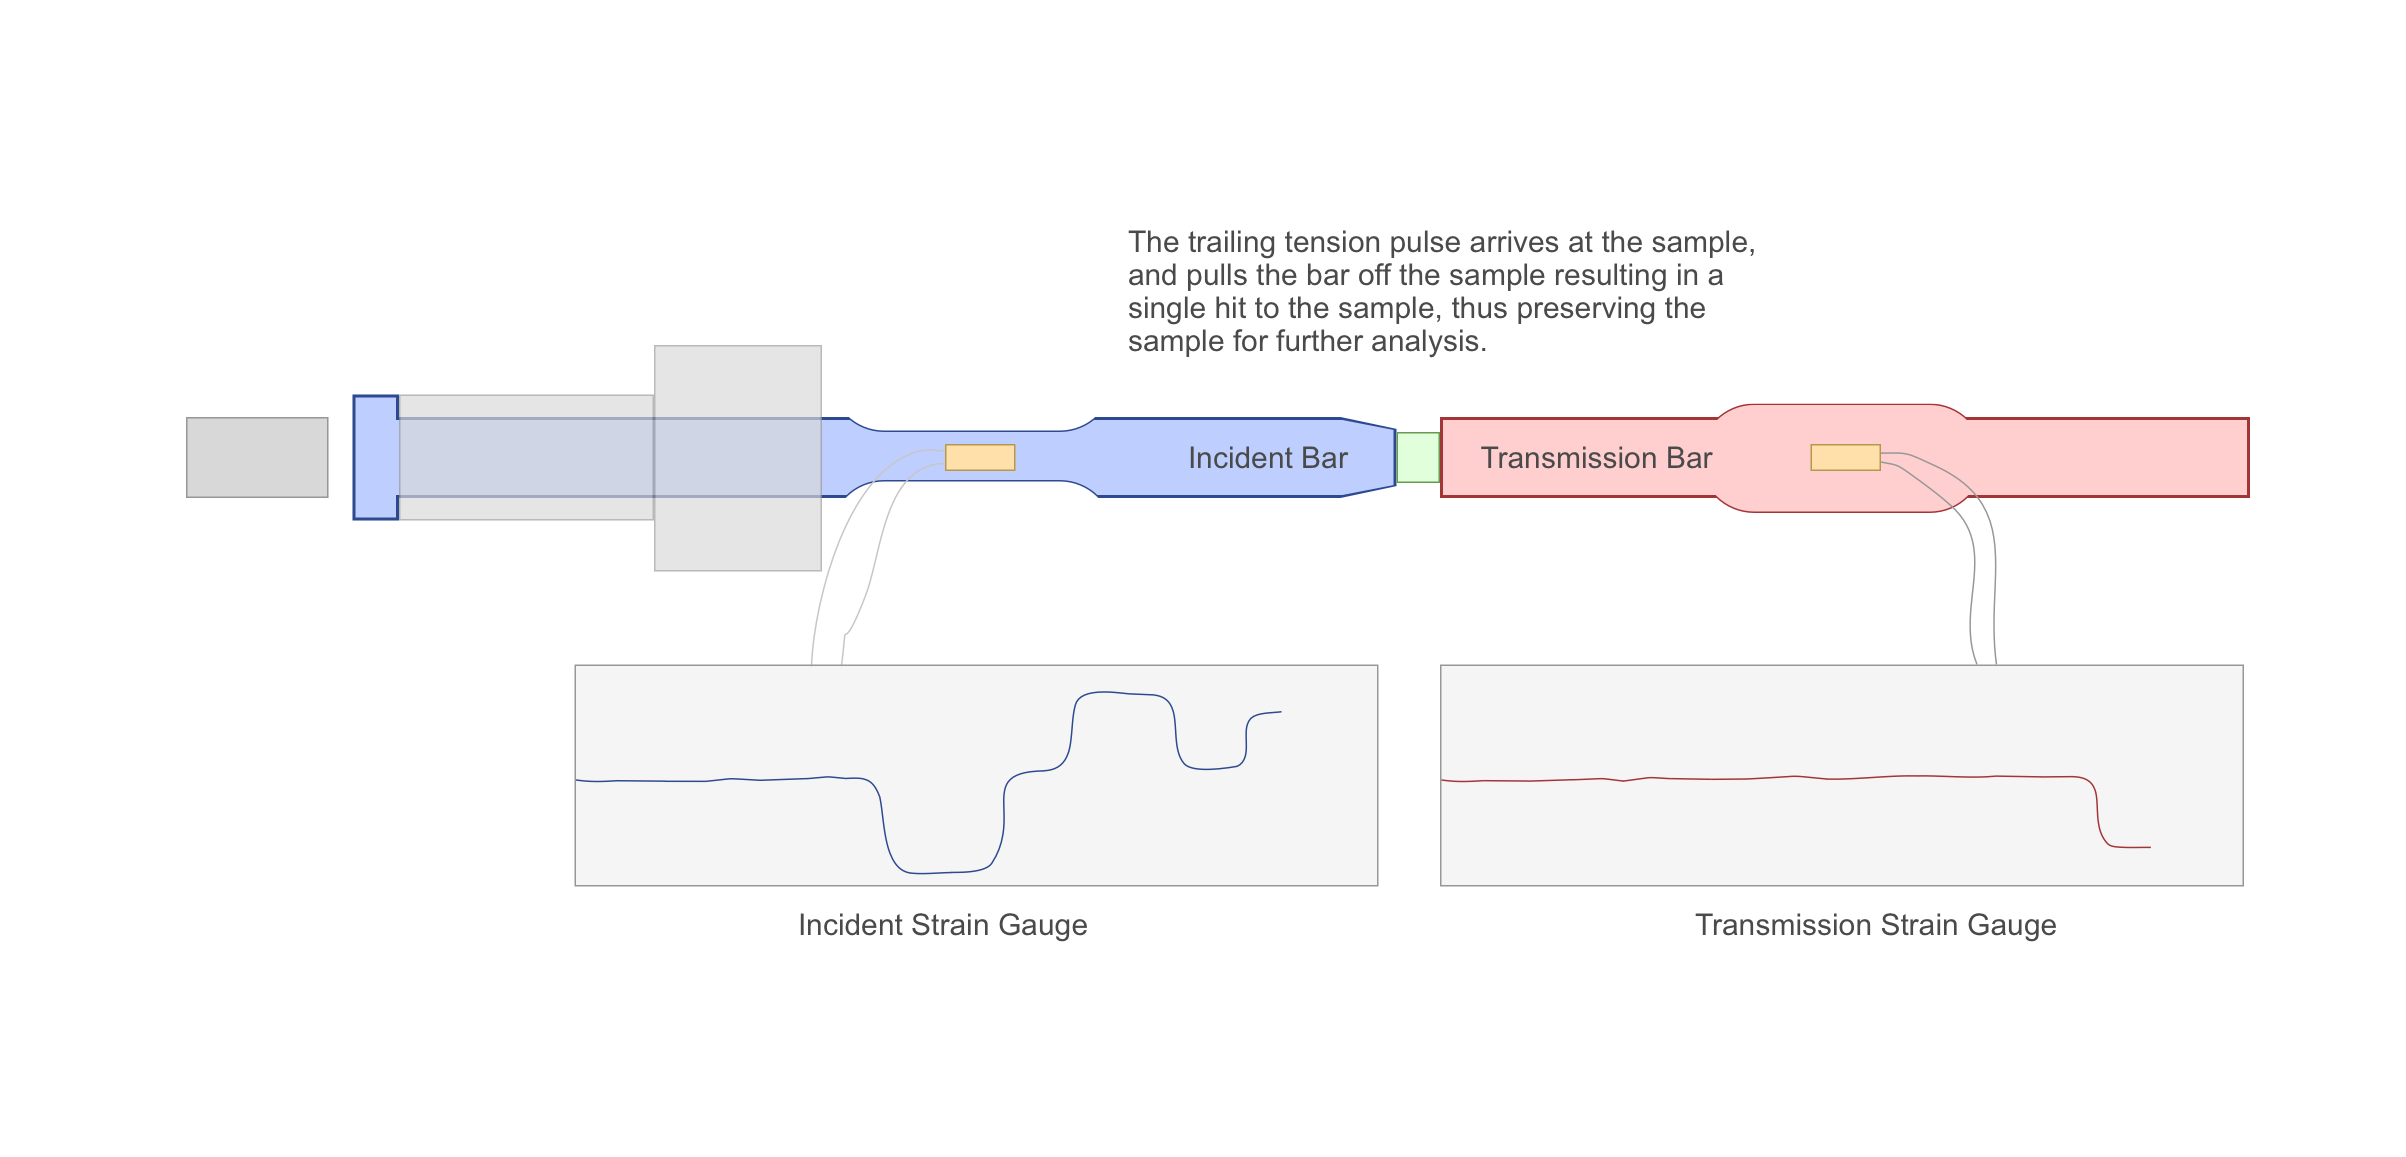 The trailing tension pulse arrives at the sample,
and pulls the bar off the sample resulting in a
single hit to the sample, thus preserving the
sample for further analysis.
Incident Bar
Transmission Bar
Incident Strain Gauge
Transmission Strain Gauge